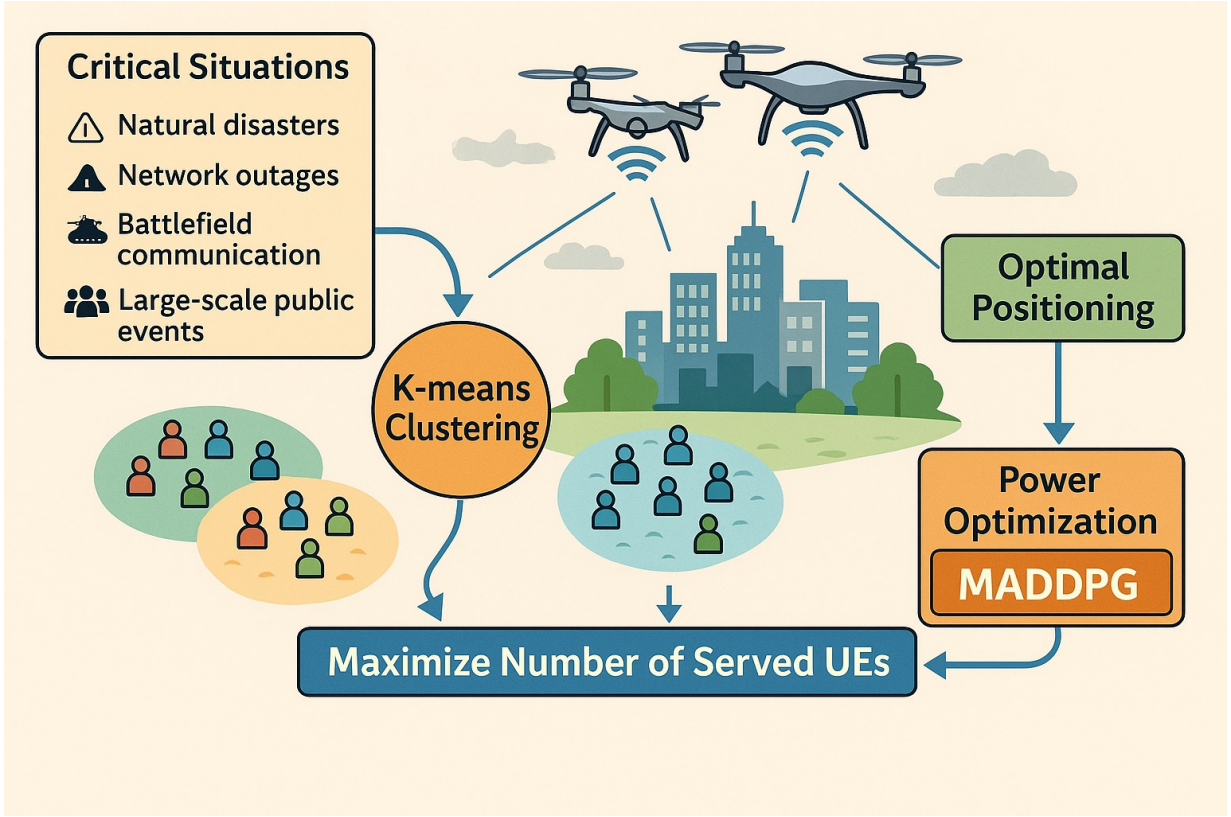 Critical Situations
Natural disasters
Network outages
Battlefield
communication
Large-scale public
events
K-means
Clustering
Optimal
Positioning
Power
Optimization
MADDPG
Maximize Number of Served UEs